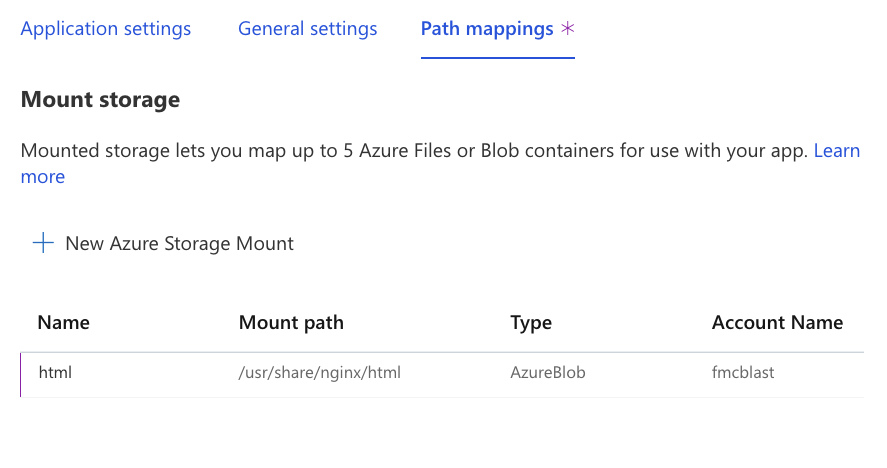 Application settings General settings Path mappings *
Mount storage
Mounted storage lets you map up to 5 Azure Files or Blob containers for use with your app. Learn
more
+ New Azure Storage Mount
Name Mount path Type Account Name
html /usr/share/nginx/html AzureBlob fmcblast